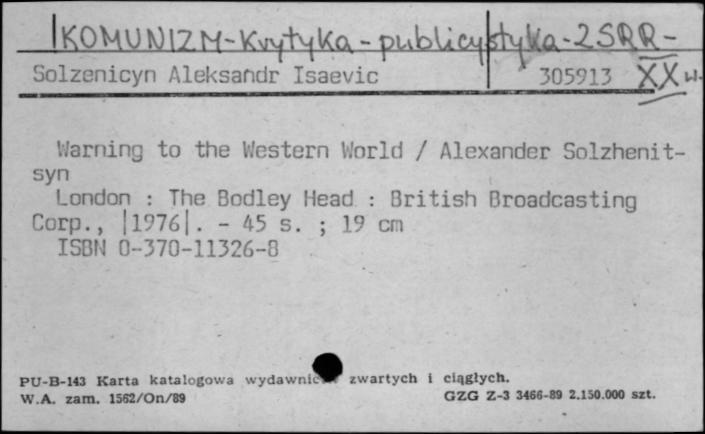 KOMUNIZM-Krytyka-publicystyka-ZSRR-
XX w.
Solzenicyn Aleksandr Isaevic 305913
Warning to the Western World / Alexander Solzhenit-
syn
London : The Bodley Head : British Broadcasting
Corp., |1976|. - 45 s. ; 19 cm
ISBN 0-370-11326-8
PU-B-143 Karta katalogowa zwartych i ciągłych.
W.A. zam. 1562/On/89 GZG Z-3 3466-89 2.150.000 szt.